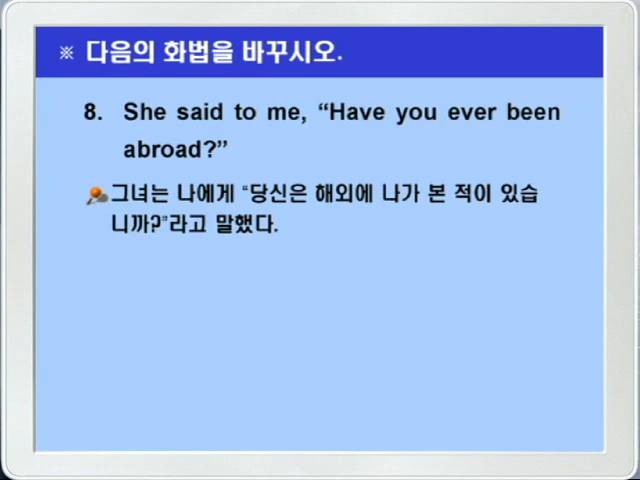 ※ 다음의 화법을 바꾸시오.
8. She said to me, “Have you ever been
abroad?”
그녀는 나에게 “당신은 해외에 나가 본 적이 있습
니까?”라고 말했다.